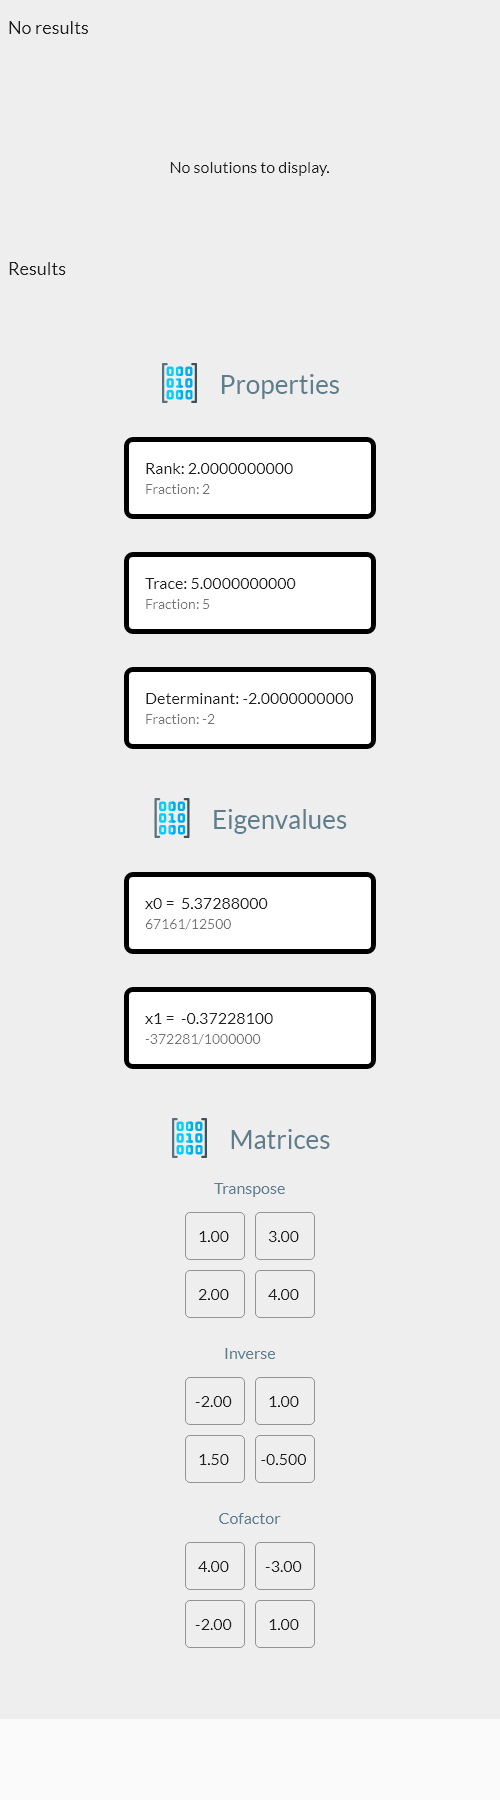 No results
No solutions to display.
Results
Properties
Rank: 2.0000000000
Fraction: 2
Trace: 5.0000000000
Fraction: 5
Determinant: -2.0000000000
Fraction: -2
Eigenvalues
x0 =  5.37288000
67161/12500
x1 =  -0.37228100
-372281/1000000
Matrices
Transpose
1.00 3.00
2.00 4.00
Inverse
-2.00 1.00
1.50 -0.500
Cofactor
4.00 -3.00
-2.00 1.00